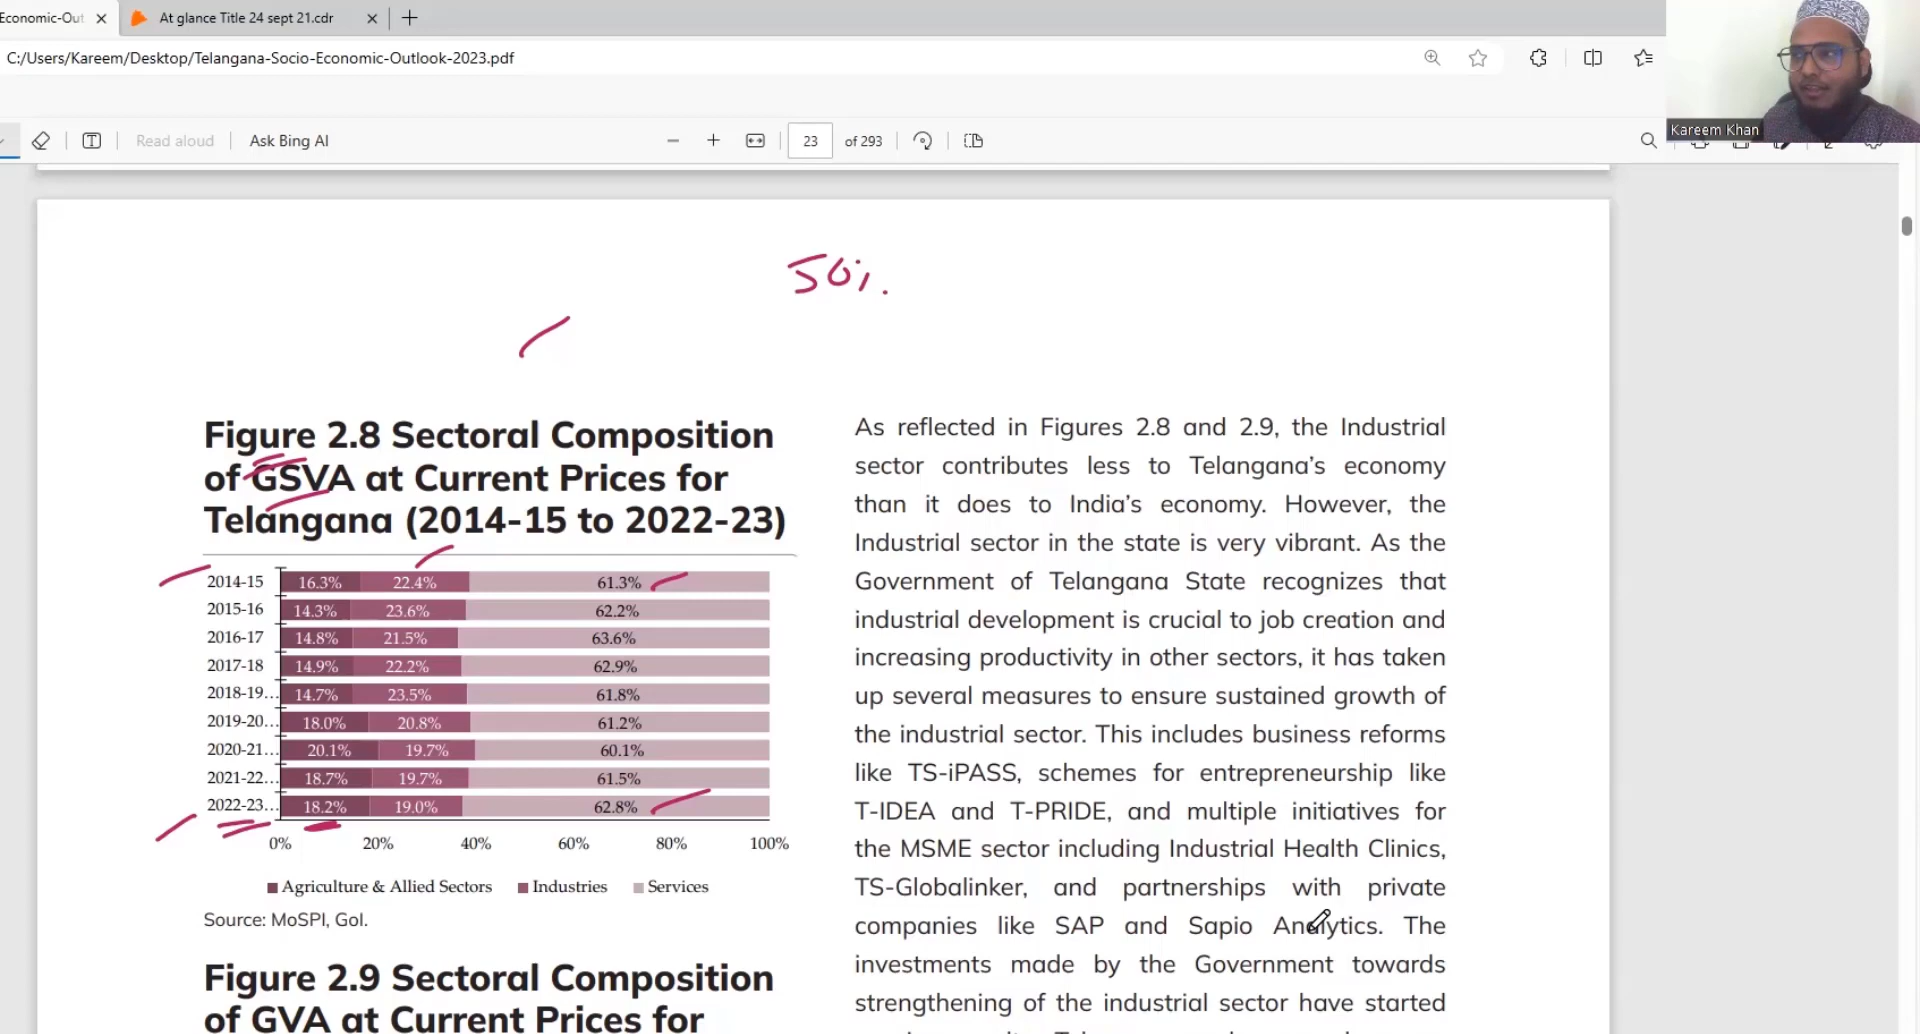 Economic-Out
At glance Title 24 sept 21.cdr
C:/Users/Kareem/Desktop/Telangana-Socio-Economic-Outlook-2023.pdf
Read aloud
Ask Bing AI
23
of 293
Kareem Khan
Figure 2.8 Sectoral Composition
of GSVA at Current Prices for
Telangana (2014-15 to 2022-23)
2014-15 16.3% 22.4% 61.3%
2015-16 14.3% 23.6% 62.2%
2016-17 14.8% 21.5% 63.6%
2017-18 14.9% 22.2% 62.9%
2018-19... 14.7% 23.5% 61.8%
2019-20... 18.0% 20.8% 61.2%
2020-21... 20.1% 19.7% 60.1%
2021-22... 18.7% 19.7% 61.5%
2022-23... 18.2% 19.0% 62.8%
0% 20% 40% 60% 80% 100%
Agriculture & Allied Sectors Industries Services
Source: MoSPI, GoI.
Figure 2.9 Sectoral Composition
of GVA at Current Prices for
As reflected in Figures 2.8 and 2.9, the Industrial
sector contributes less to Telangana’s economy
than it does to India’s economy. However, the
Industrial sector in the state is very vibrant. As the
Government of Telangana State recognizes that
industrial development is crucial to job creation and
increasing productivity in other sectors, it has taken
up several measures to ensure sustained growth of
the industrial sector. This includes business reforms
like TS-iPASS, schemes for entrepreneurship like
T-IDEA and T-PRIDE, and multiple initiatives for
the MSME sector including Industrial Health Clinics,
TS-Globalinker, and partnerships with private
companies like SAP and Sapio Analytics. The
investments made by the Government towards
strengthening of the industrial sector have started